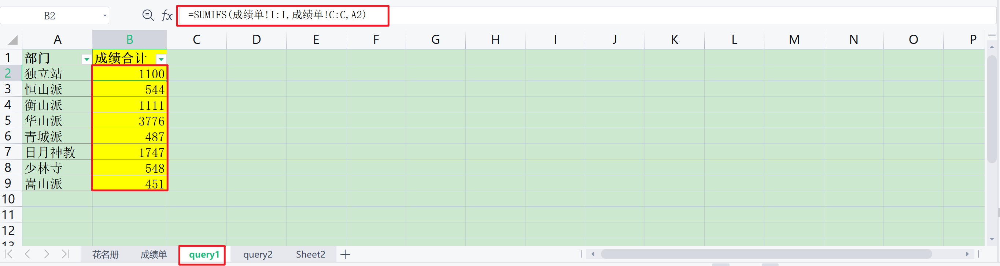 B2 fx =SUMIFS(成绩单!I:I,成绩单!C:C,A2)
A B C D E F G H I J K L M N O P
1 部门 成绩合计
2 独立站 1100
3 恒山派 544
4 衡山派 1111
5 华山派 3776
6 青城派 487
7 日月神教 1747
8 少林寺 548
9 嵩山派 451
10
11
12
13
花名册 成绩单 query1 query2 Sheet2